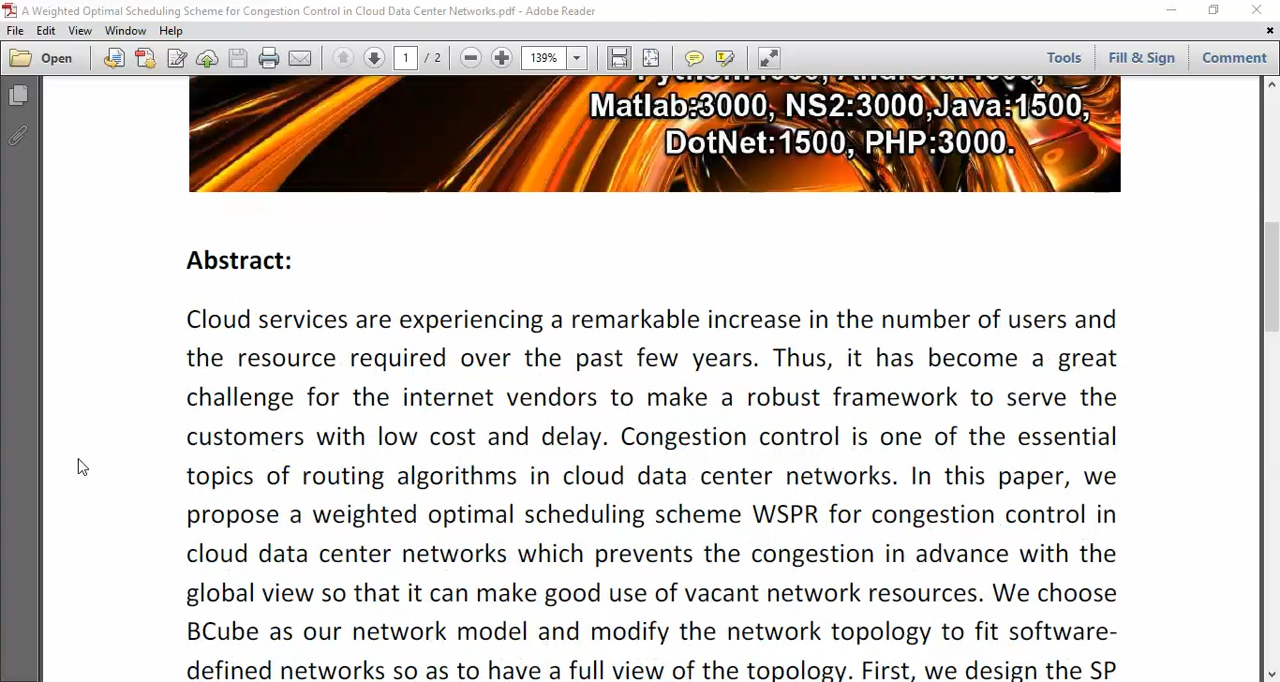 A Weighted Optimal Scheduling Scheme for Congestion Control in Cloud Data Center Networks.pdf - Adobe Reader
File Edit View Window Help
Open 1 / 2 139% Tools Fill & Sign Comment
Matlab:3000, NS2:3000,Java:1500,
DotNet:1500, PHP:3000.
Abstract:
Cloud services are experiencing a remarkable increase in the number of users and
the resource required over the past few years. Thus, it has become a great
challenge for the internet vendors to make a robust framework to serve the
customers with low cost and delay. Congestion control is one of the essential
topics of routing algorithms in cloud data center networks. In this paper, we
propose a weighted optimal scheduling scheme WSPR for congestion control in
cloud data center networks which prevents the congestion in advance with the
global view so that it can make good use of vacant network resources. We choose
BCube as our network model and modify the network topology to fit software-
defined networks so as to have a full view of the topology. First, we design the SP